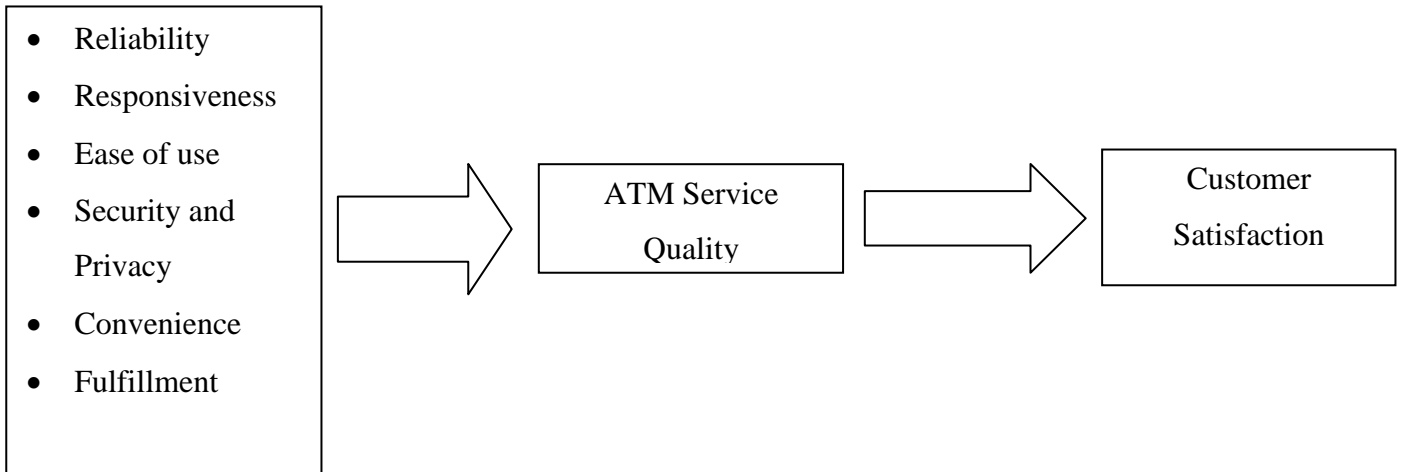 • Reliability
• Responsiveness
• Ease of use
• Security and
Privacy
• Convenience
• Fulfillment
ATM Service
Quality
Customer
Satisfaction